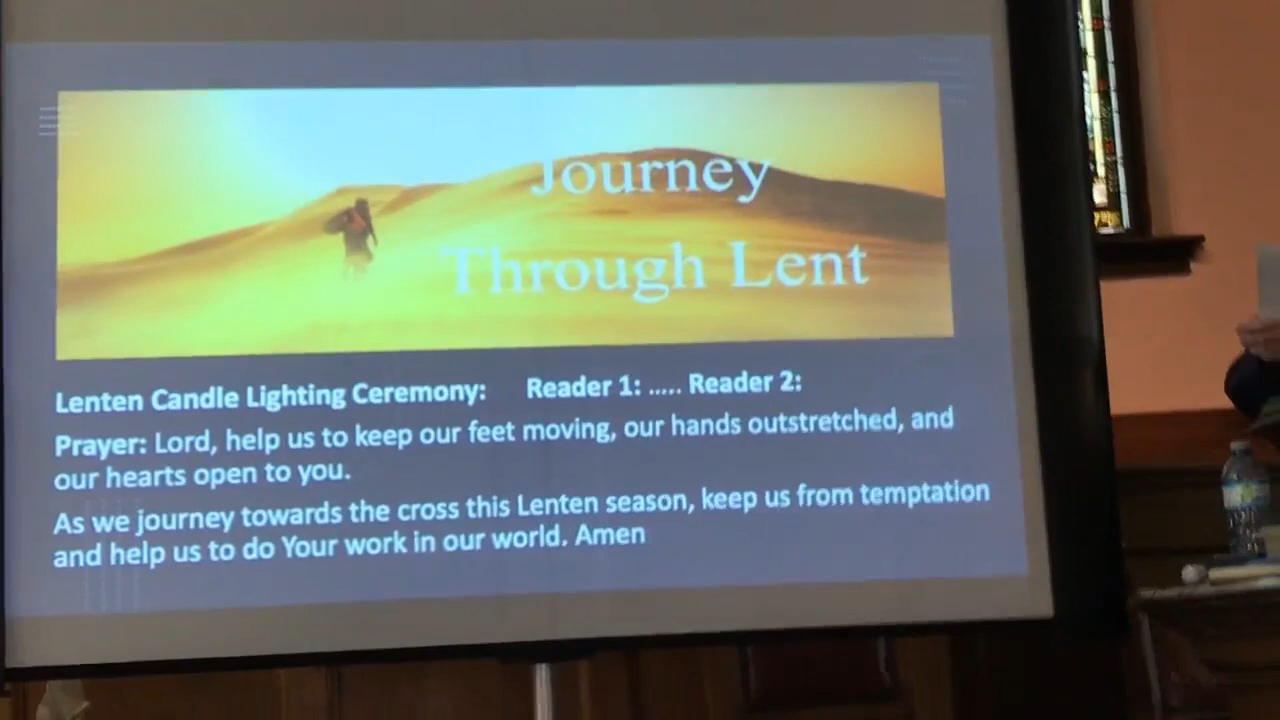 Journey
Through Lent
Lenten Candle Lighting Ceremony: Reader 1: ..... Reader 2:
Prayer: Lord, help us to keep our feet moving, our hands outstretched, and
our hearts open to you.
As we journey towards the cross this Lenten season, keep us from temptation
and help us to do Your work in our world. Amen